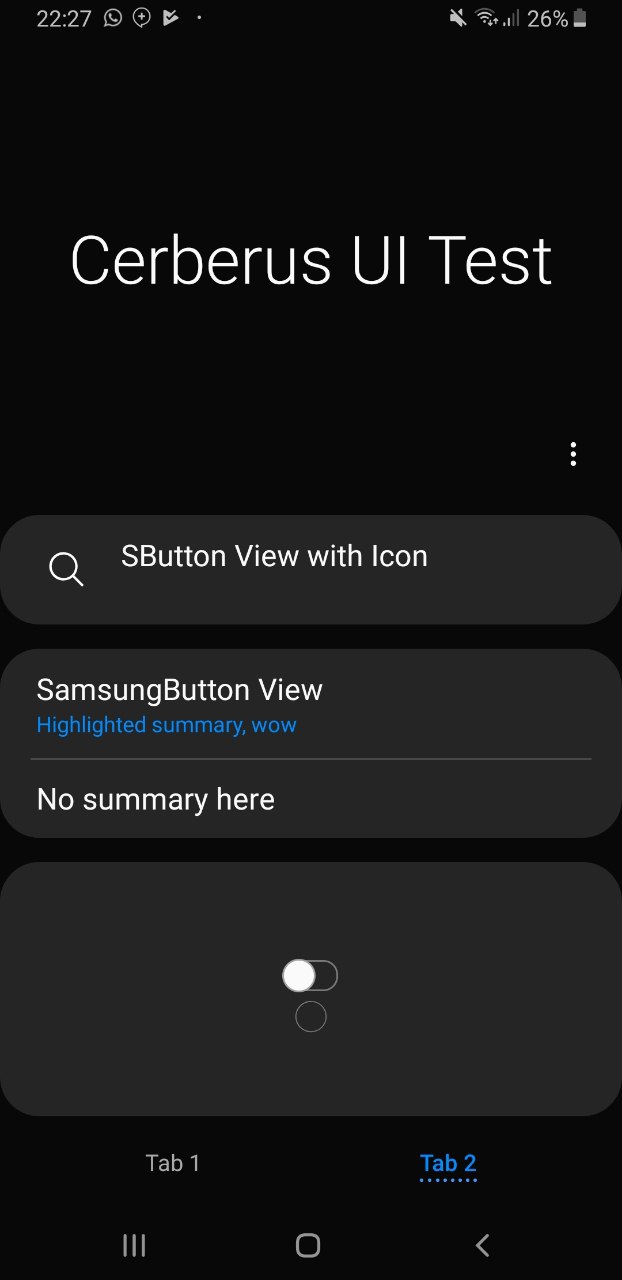 22:27
26%
Cerberus UI Test
SButton View with Icon
SamsungButton View
Highlighted summary, wow
No summary here
Tab 1
Tab 2